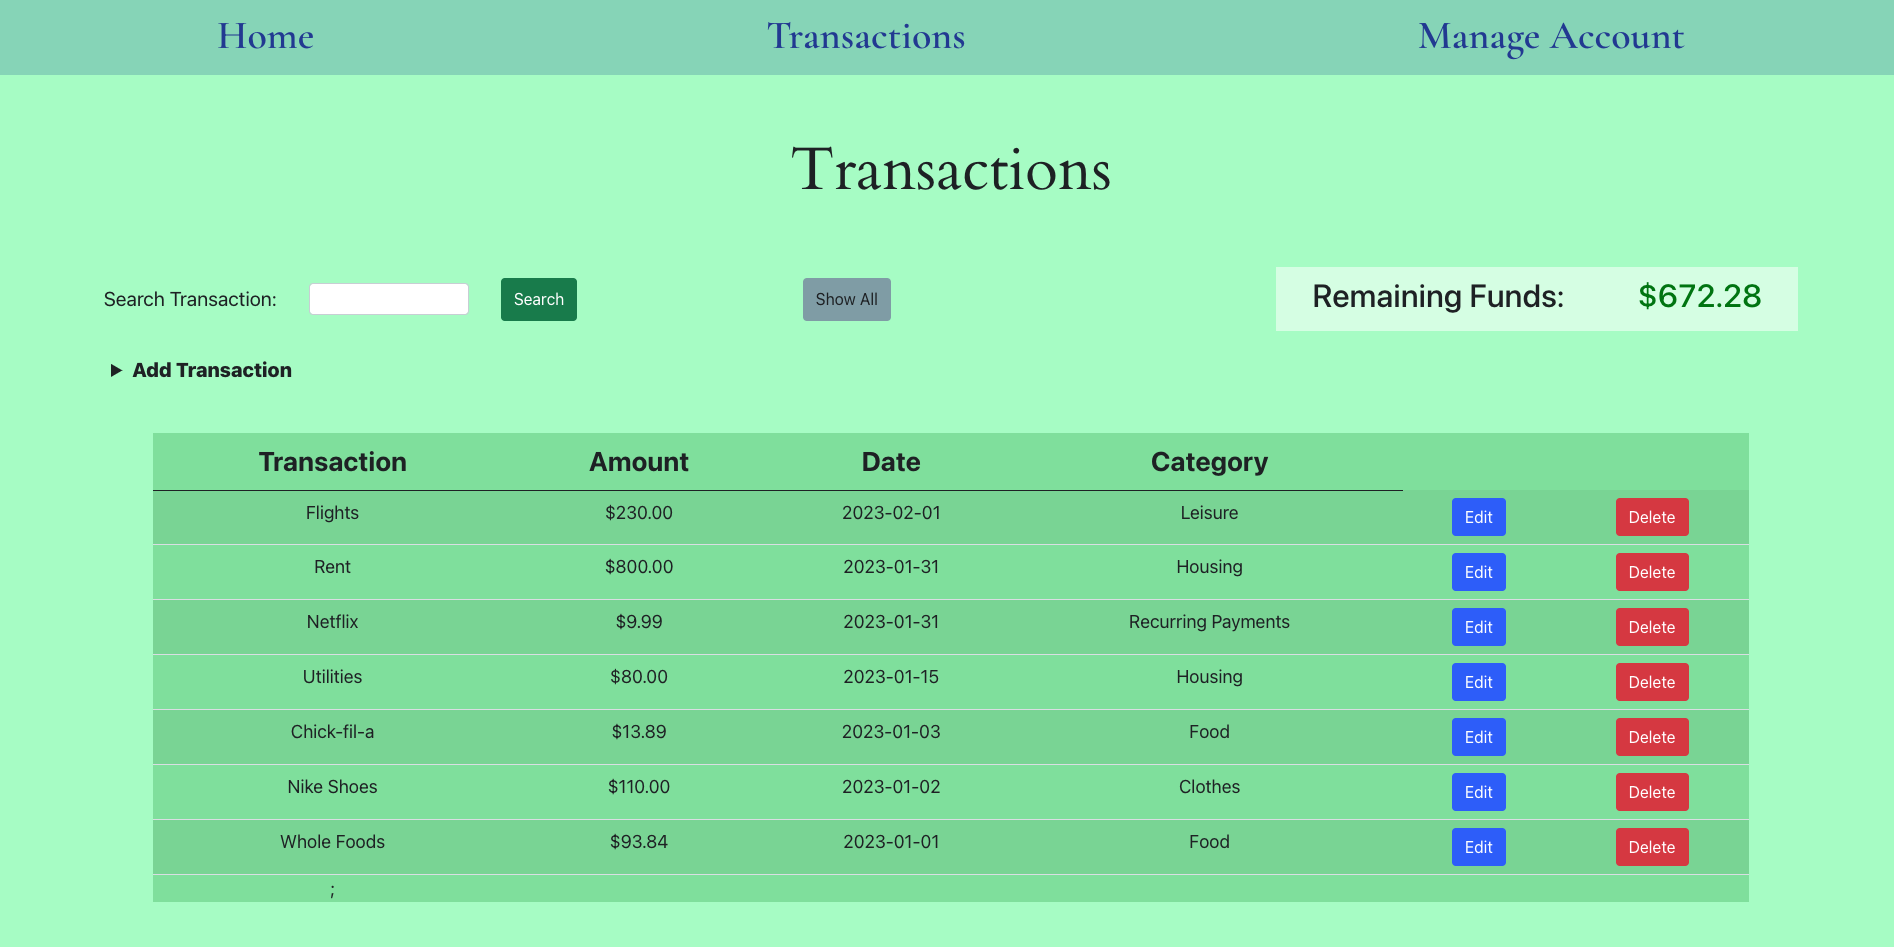 Home Transactions Manage Account
Transactions
Search Transaction: Search Show All Remaining Funds: $672.28
Add Transaction
Transaction Amount Date Category
Flights $230.00 2023-02-01 Leisure Edit Delete
Rent $800.00 2023-01-31 Housing Edit Delete
Netflix $9.99 2023-01-31 Recurring Payments Edit Delete
Utilities $80.00 2023-01-15 Housing Edit Delete
Chick-fil-a $13.89 2023-01-03 Food Edit Delete
Nike Shoes $110.00 2023-01-02 Clothes Edit Delete
Whole Foods $93.84 2023-01-01 Food Edit Delete
;